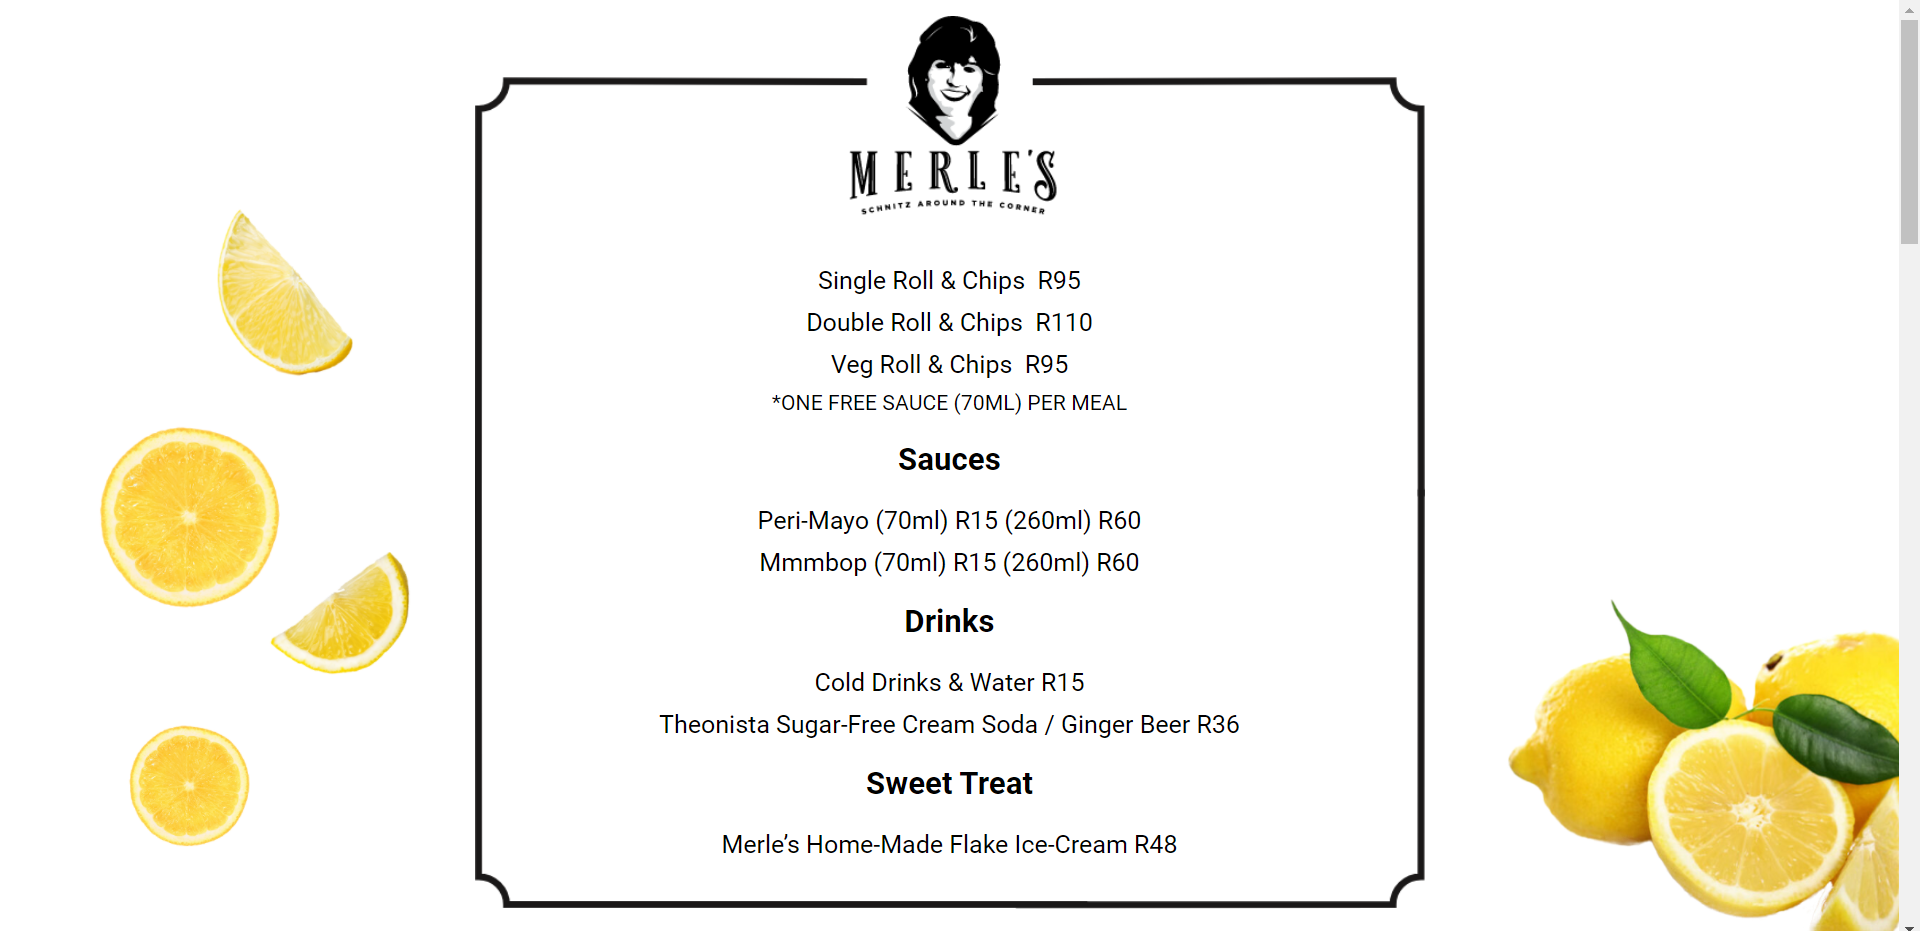 MERLE'S
SCHNITZ AROUND THE CORNER
Single Roll & Chips  R95
Double Roll & Chips  R110
Veg Roll & Chips  R95
*ONE FREE SAUCE (70ML) PER MEAL
Sauces
Peri-Mayo (70ml) R15 (260ml) R60
Mmmbop (70ml) R15 (260ml) R60
Drinks
Cold Drinks & Water R15
Theonista Sugar-Free Cream Soda / Ginger Beer R36
Sweet Treat
Merle’s Home-Made Flake Ice-Cream R48